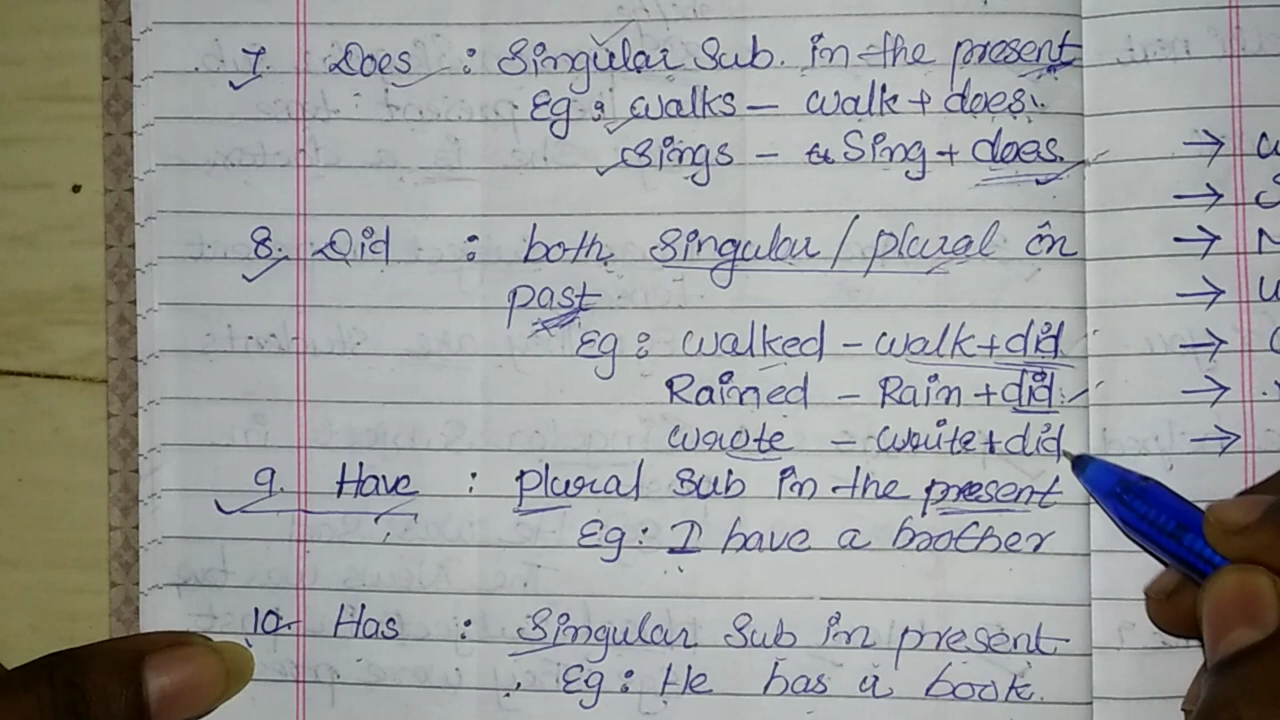 7. Does : Singular Sub. in the present
Eg : walks - walk + does.
Sings - Sing + does.
8. Did : both Singular / plural in
past
Eg : walked - walk + did.
Rained - Rain + did.
wrote - write + did
9. Have : plural Sub in the present
Eg : I have a brother
10. Has : Singular Sub in present
Eg : He has a book.